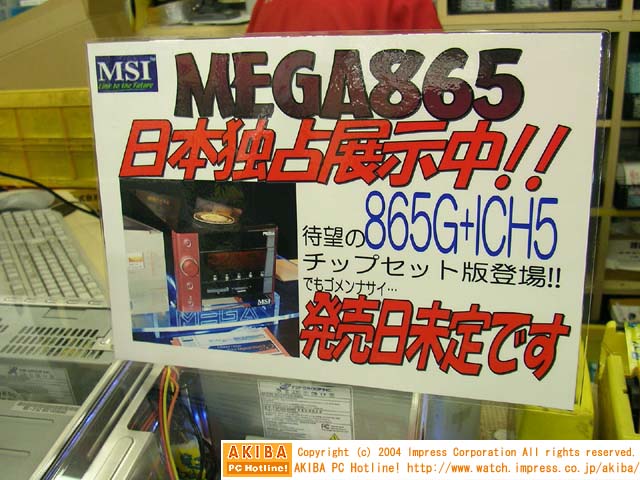 MSI
Link to the Future
MEGA865
日本独占展示中!!
待望の865G+ICH5
チップセット版登場!!
でもゴメンナサイ…
発売日未定です
MSI
MEGA
AKIBA
PC Hotline!
Copyright (c) 2004 Impress Corporation All rights reserved.
AKIBA PC Hotline! http://www.watch.impress.co.jp/akiba/